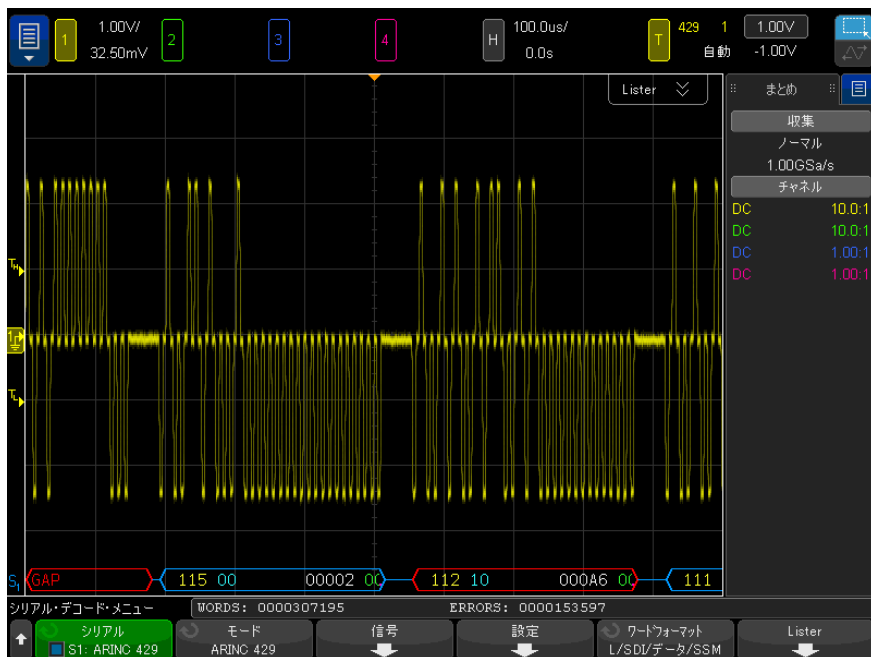 1 1.00V/ 32.50mV 2 3 4 H 100.0us/ 0.0s T 429 1 自動 1.00V -1.00V
Lister
まとめ
収集
ノーマル
1.00GSa/s
チャネル
DC 10.0:1
DC 10.0:1
DC 1.00:1
DC 1.00:1
TH
1
TL
S1 GAP 115 00 00002 00 112 10 000A6 00 111
シリアル・デコード・メニュー WORDS: 0000307195 ERRORS: 0000153597
シリアル モード 信号 設定 ワードフォーマット Lister
S1: ARINC 429 ARINC 429 L/SDI/データ/SSM